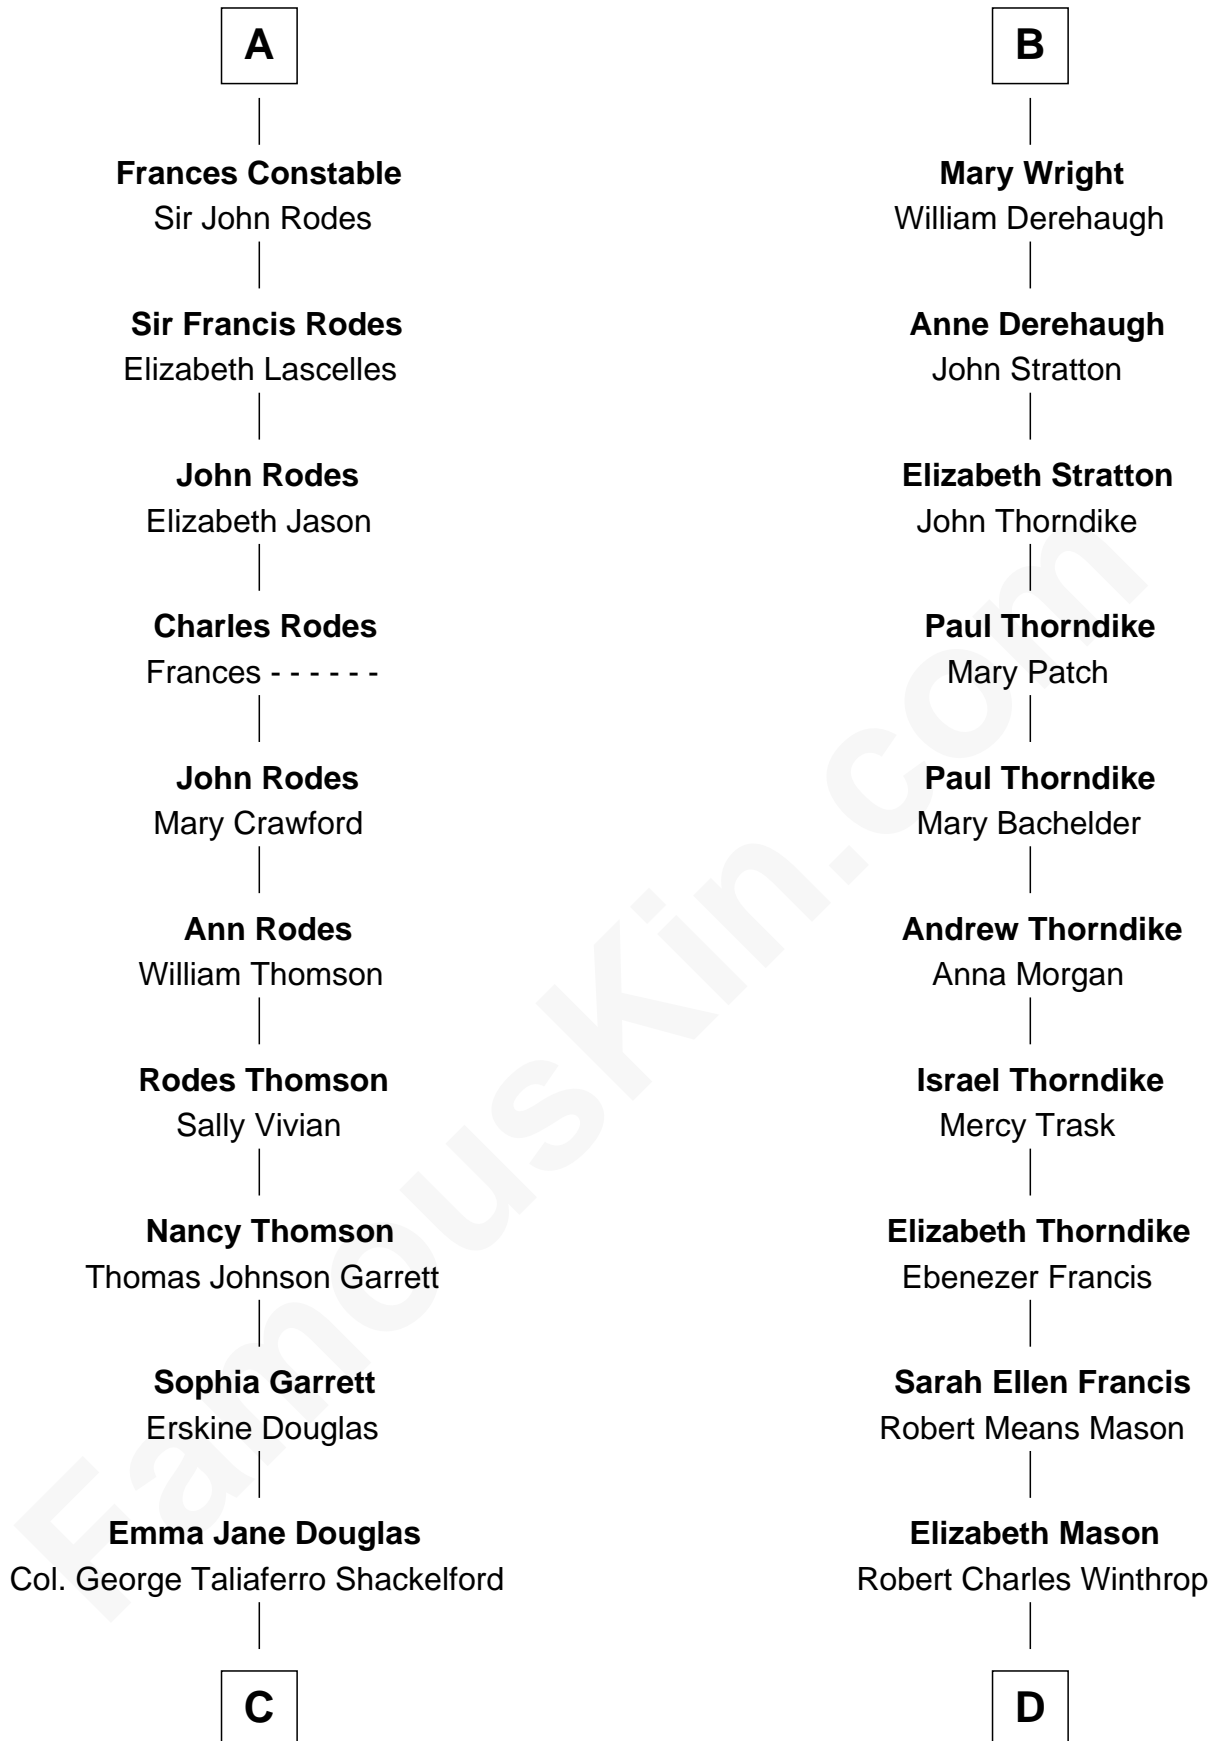 A
Frances Constable
Sir John Rodes
Sir Francis Rodes
Elizabeth Lascelles
John Rodes
Elizabeth Jason
Charles Rodes
Frances - - - - - -
John Rodes
Mary Crawford
Ann Rodes
William Thomson
Rodes Thomson
Sally Vivian
Nancy Thomson
Thomas Johnson Garrett
Sophia Garrett
Erskine Douglas
Emma Jane Douglas
Col. George Taliaferro Shackelford
C
B
Mary Wright
William Derehaugh
Anne Derehaugh
John Stratton
Elizabeth Stratton
John Thorndike
Paul Thorndike
Mary Patch
Paul Thorndike
Mary Bachelder
Andrew Thorndike
Anna Morgan
Israel Thorndike
Mercy Trask
Elizabeth Thorndike
Ebenezer Francis
Sarah Ellen Francis
Robert Means Mason
Elizabeth Mason
Robert Charles Winthrop
D
FamousKin.com